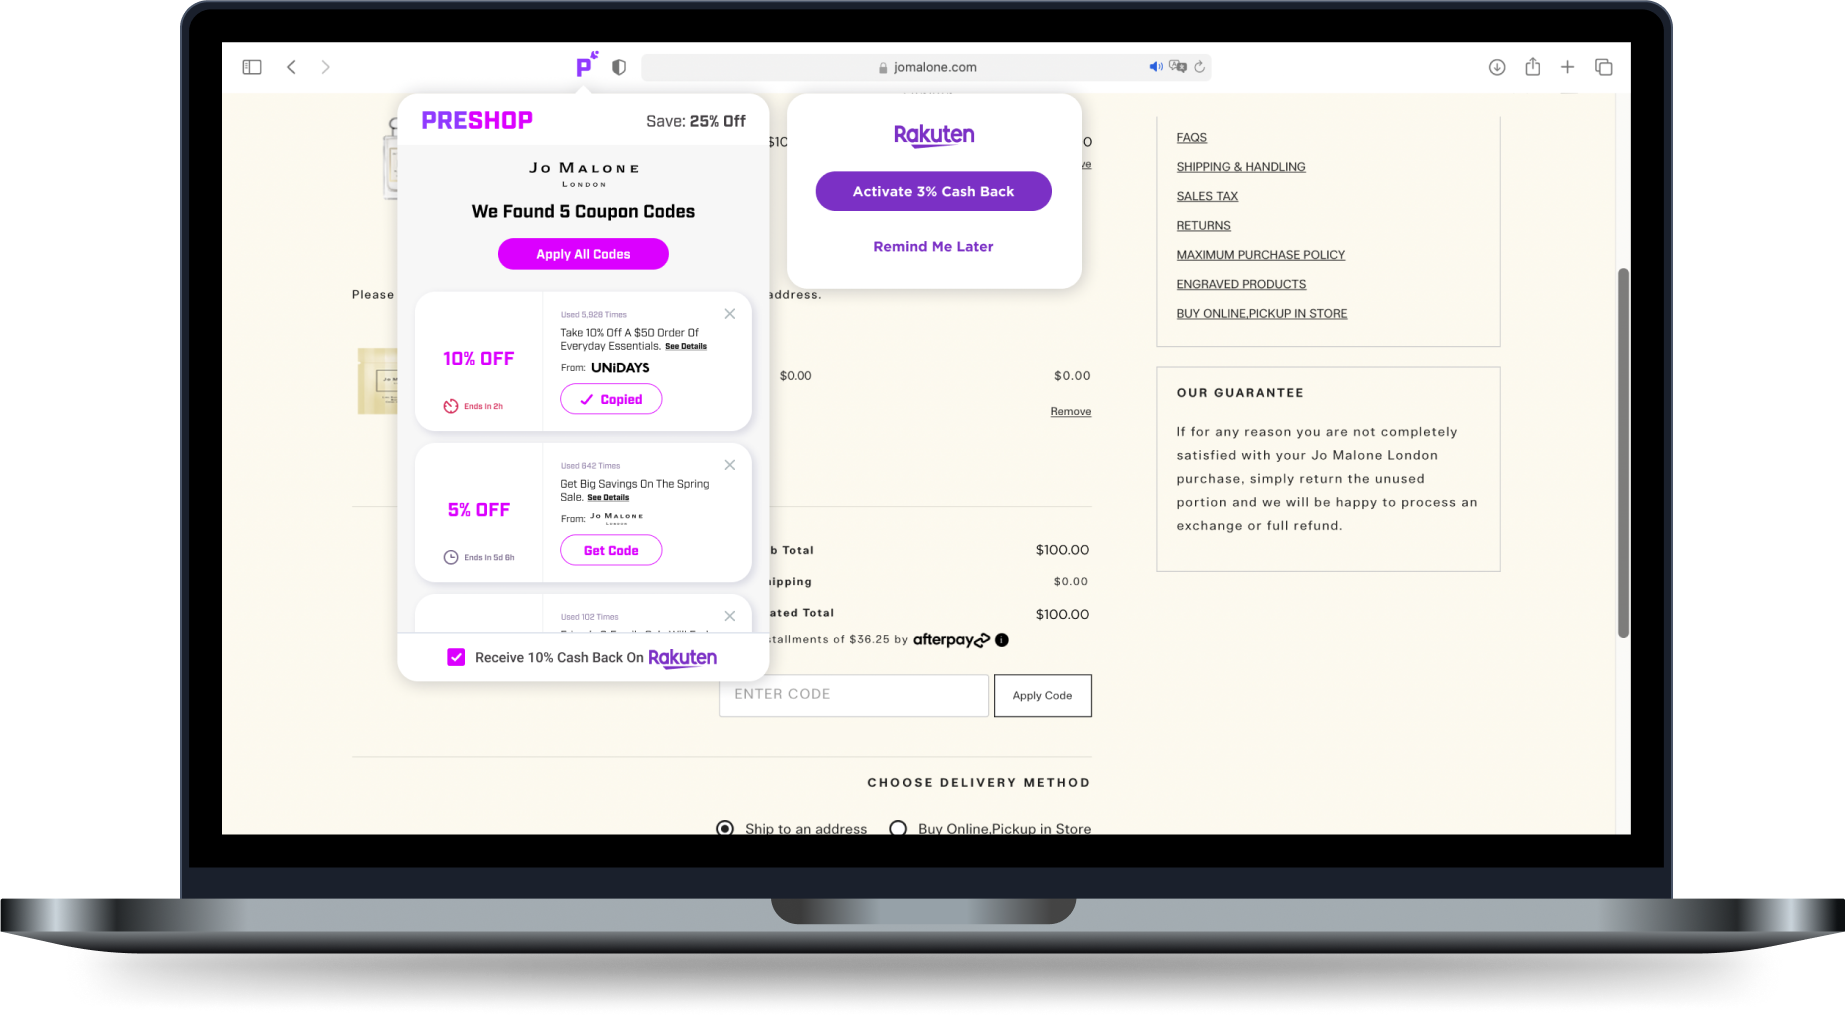 P
jomalone.com
PRESHOP
Save: 25% Off
JO MALONE
LONDON
We Found 5 Coupon Codes
Apply All Codes
Used 5,928 Times
Take 10% Off A $50 Order Of
Everyday Essentials. See Details
10% OFF
From: UNiDAYS
Copied
Ends In 2h
Used 642 Times
Get Big Savings On The Spring
Sale. See Details
5% OFF
From: JO MALONE
LONDON
Get Code
Ends In 5d 6h
Used 102 Times
Receive 10% Cash Back On Rakuten
Rakuten
Activate 3% Cash Back
Remind Me Later
Please
address.
$0.00
$0.00
Remove
b Total
$100.00
ipping
$0.00
ated Total
$100.00
stallments of $36.25 by afterpay
ENTER CODE
Apply Code
CHOOSE DELIVERY METHOD
Ship to an address
Buy Online,Pickup in Store
FAQS
SHIPPING & HANDLING
SALES TAX
RETURNS
MAXIMUM PURCHASE POLICY
ENGRAVED PRODUCTS
BUY ONLINE,PICKUP IN STORE
OUR GUARANTEE
If for any reason you are not completely
satisfied with your Jo Malone London
purchase, simply return the unused
portion and we will be happy to process an
exchange or full refund.